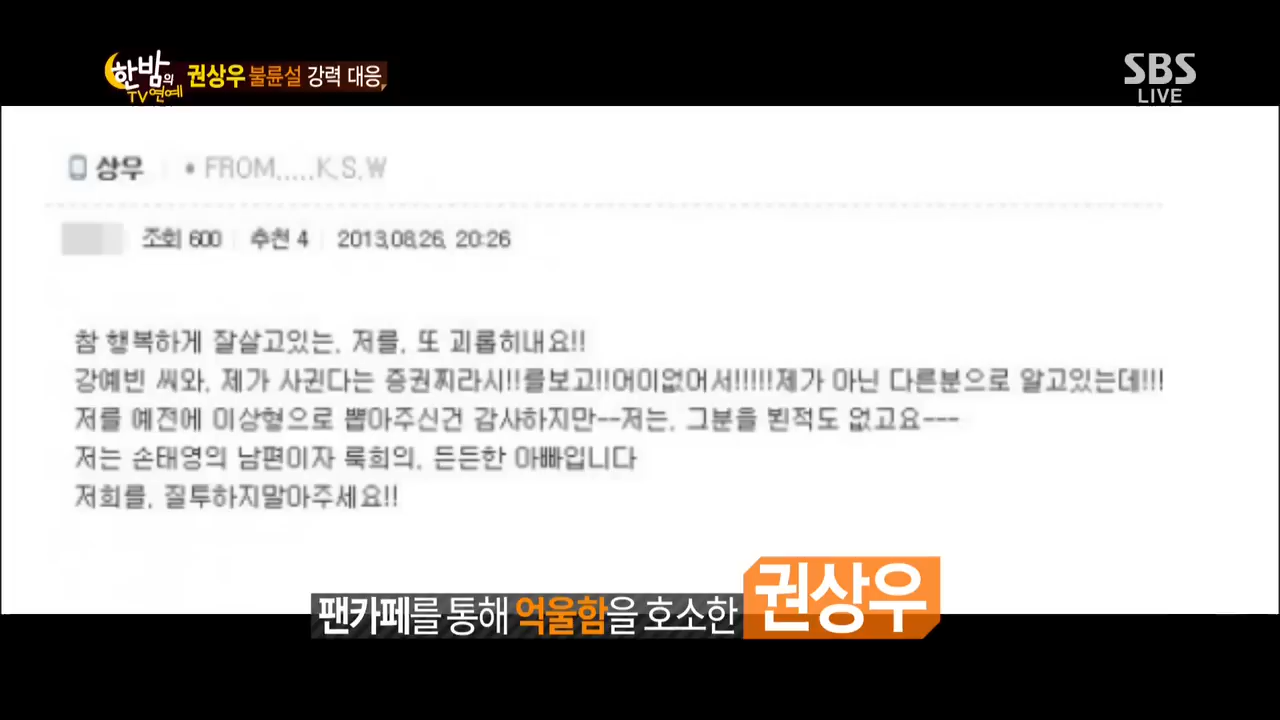 한밤의 TV연예 권상우 불륜설 강력 대응
SBS
LIVE
상우 • FROM.....K.S.W
조회 600 추천 4 2013.08.26. 20:26
참 행복하게 잘살고있는, 저를, 또 괴롭히내요!!
강예빈 씨와, 제가 사귄다는 증권찌라시!!를보고!!어이없어서!!!!!제가 아닌 다른분으로 알고있는데!!!
저를 예전에 이상형으로 뽑아주신건 감사하지만--저는, 그분을 뵌적도 없고요---
저는 손태영의 남편이자 룩희의, 든든한 아빠입니다
저희를, 질투하지말아주세요!!
팬카페를 통해 억울함을 호소한 권상우